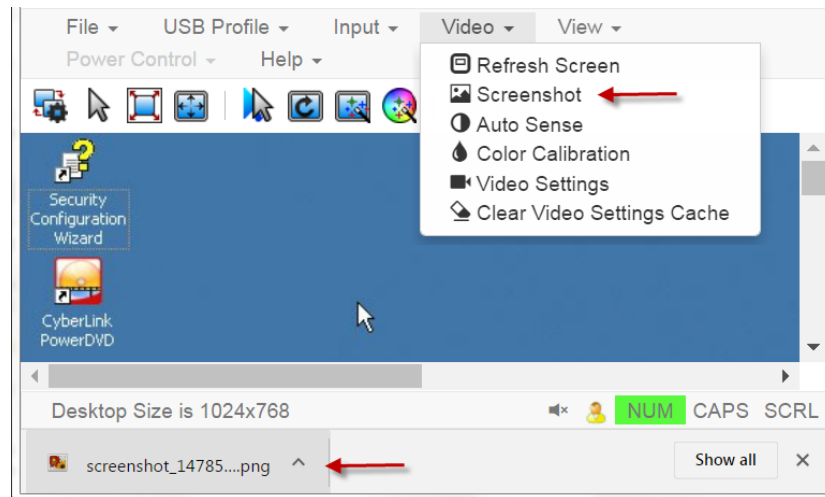 File USB Profile Input Video View
Power Control Help
Refresh Screen
Screenshot
Auto Sense
Color Calibration
Video Settings
Clear Video Settings Cache
Security
Configuration
Wizard
CyberLink
PowerDVD
Desktop Size is 1024x768 NUM CAPS SCRL
screenshot_14785....png Show all